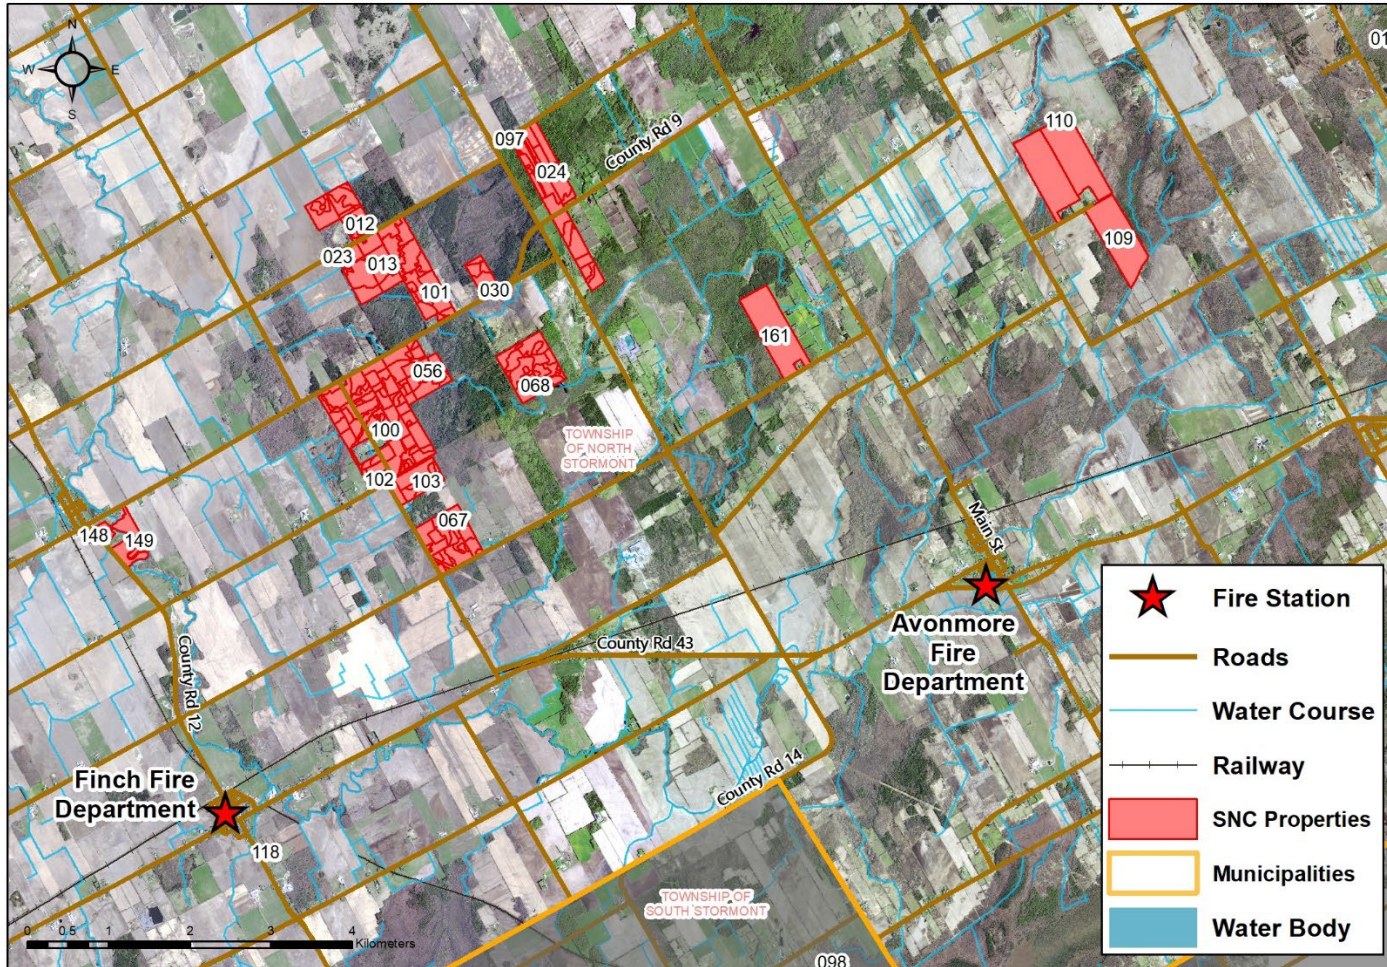 N
W
E
S
01
097
024
County Rd 9
110
012
023
013
109
101
030
161
056
068
100
TOWNSHIP
OF NORTH
STORMONT
102
103
067
148
149
Main St
County Rd 12
County Rd 43
Avonmore
Fire
Department
County Rd 14
Finch Fire
Department
118
TOWNSHIP OF
SOUTH STORMONT
098
0
0.5
1
2
3
4
Kilometers
Fire Station
Roads
Water Course
Railway
SNC Properties
Municipalities
Water Body